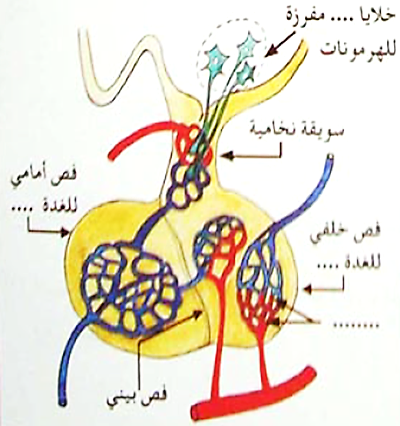 خلايا .... مفرزة
للهرمونات
سويقة نخامية
فص أمامي
للغدة ....
فص خلفي
للغدة ....
........
فص بيني